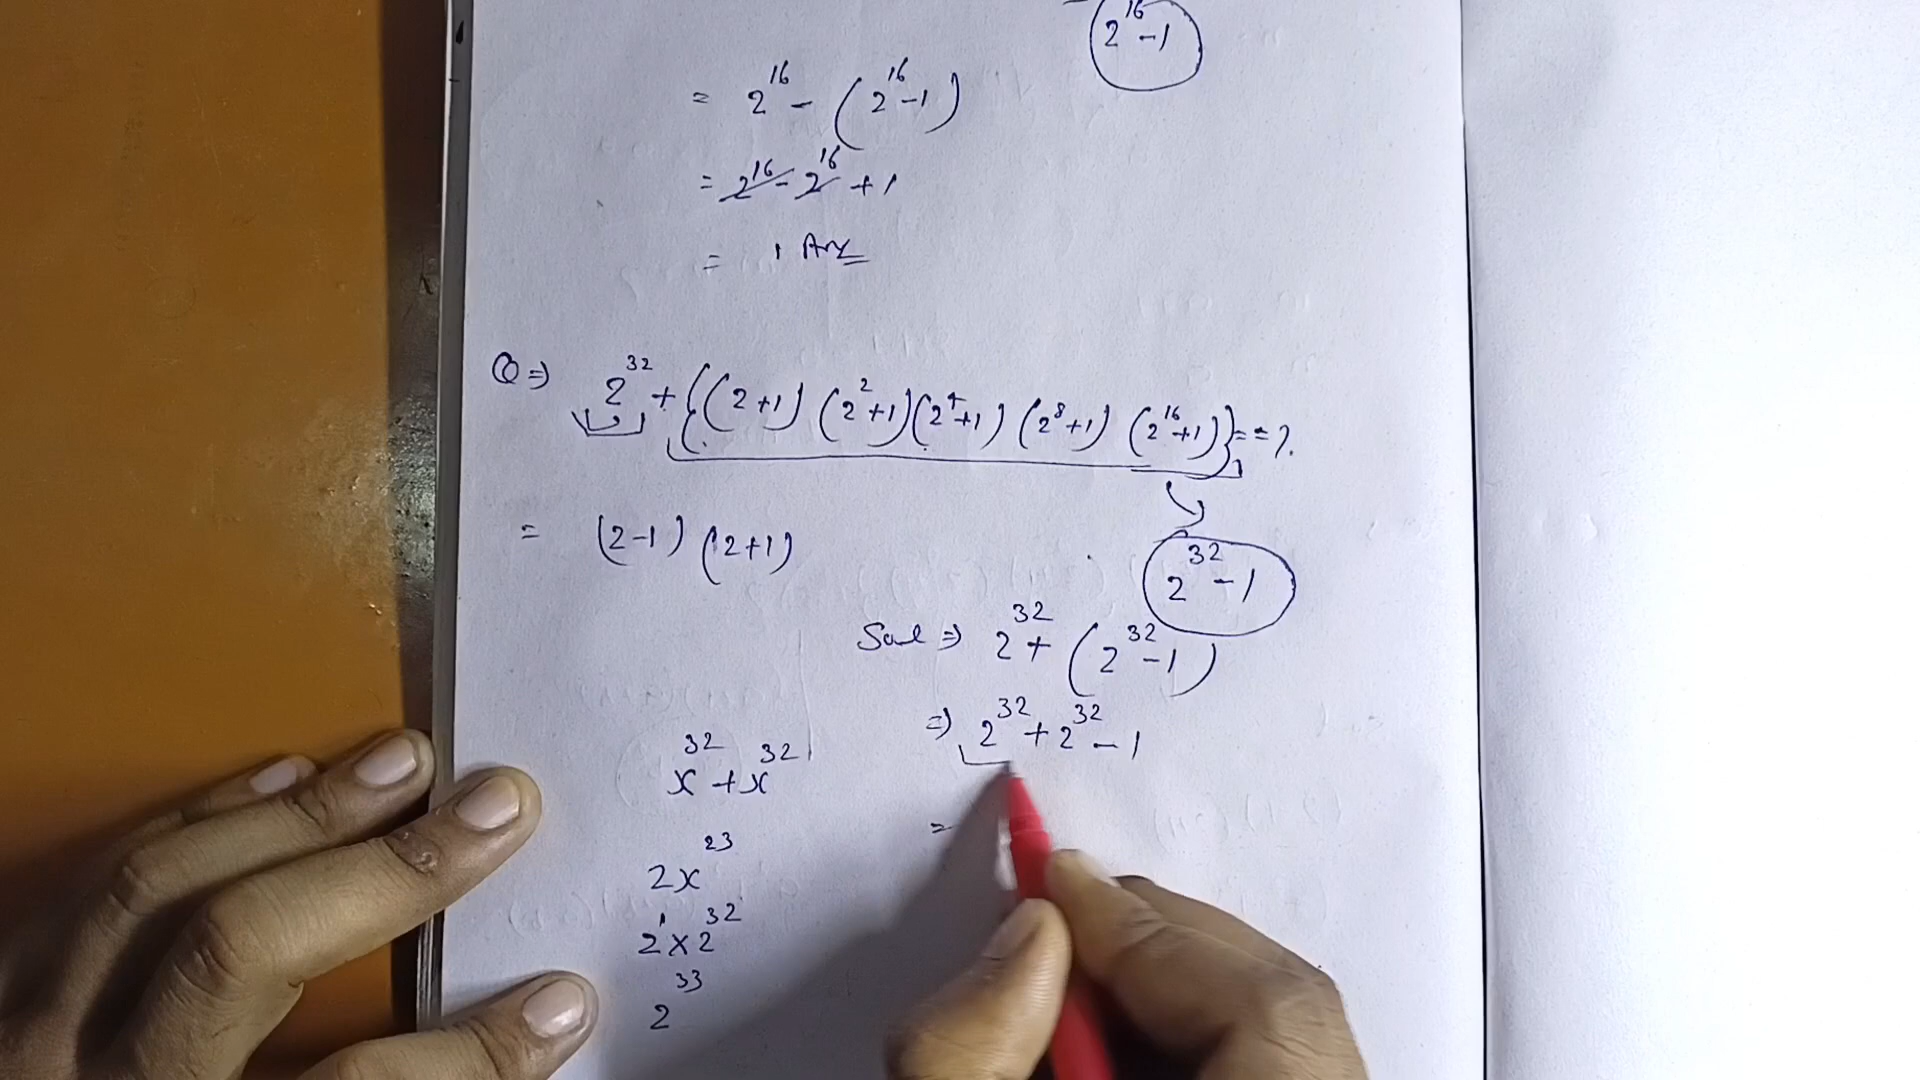 2^16 - 1
= 2^16 - (2^16 - 1)
= 2^16 - 2^16 + 1
= 1 Ans
Q ⇒ 2^32 + {(2+1) (2^2+1) (2^4+1) (2^8+1) (2^16+1)} = = ?.
= (2-1) (2+1)
2^32 - 1
⇒ 2^32 + (2^32 - 1)
⇒ 2^32 + 2^32 - 1
x^32 + x^32
=
2x^23
2^1 × 2^32
2^33